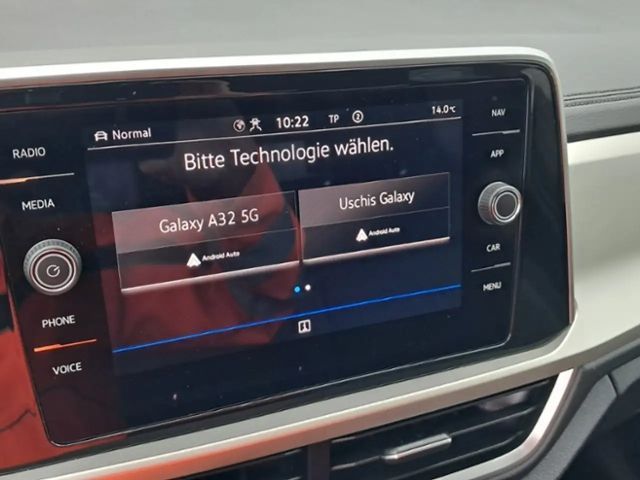 RADIO
MEDIA
PHONE
VOICE
Normal
10:22 TP 2
14.0°C
Bitte Technologie wählen.
Galaxy A32 5G
Android Auto
Uschis Galaxy
Android Auto
NAV
APP
CAR
MENU